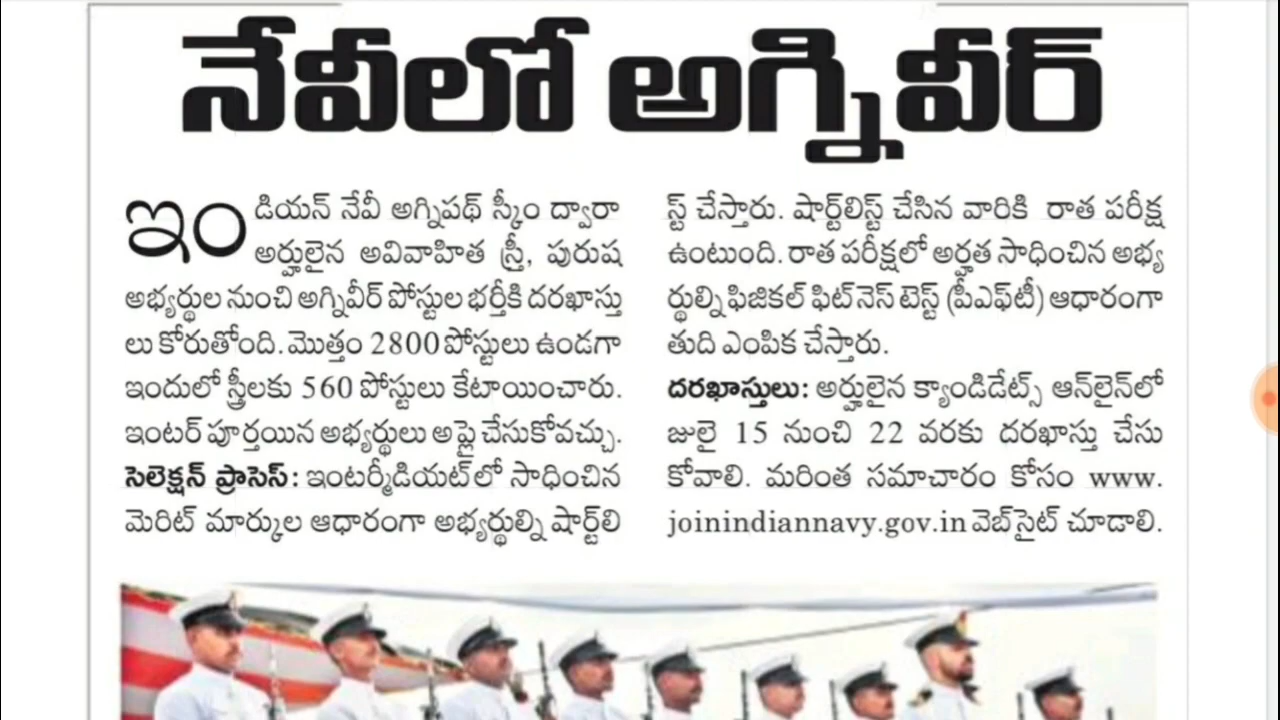 నేవీలో అగ్నివీర్
ఇండియన్ నేవీ అగ్నిపథ్ స్కీం ద్వారా
అర్హులైన అవివాహిత స్త్రీ, పురుష
అభ్యర్థుల నుంచి అగ్నివీర్ పోస్టుల భర్తీకి దరఖాస్తు
లు కోరుతోంది. మొత్తం 2800 పోస్టులు ఉండగా
ఇందులో స్త్రీలకు 560 పోస్టులు కేటాయించారు.
ఇంటర్ పూర్తయిన అభ్యర్థులు అప్లై చేసుకోవచ్చు.
సెలెక్షన్ ప్రాసెస్: ఇంటర్మీడియట్‌లో సాధించిన
మెరిట్ మార్కుల ఆధారంగా అభ్యర్థుల్ని షార్ట్‌లి
స్ట్ చేస్తారు. షార్ట్‌లిస్ట్ చేసిన వారికి రాత పరీక్ష
ఉంటుంది. రాత పరీక్షలో అర్హత సాధించిన అభ్య
ర్థుల్ని ఫిజికల్ ఫిట్‌నెస్ టెస్ట్ (పీఎఫ్‌టీ) ఆధారంగా
తుది ఎంపిక చేస్తారు.
దరఖాస్తులు: అర్హులైన క్యాండిడేట్స్ ఆన్‌లైన్‌లో
జులై 15 నుంచి 22 వరకు దరఖాస్తు చేసు
కోవాలి. మరింత సమాచారం కోసం www.
joinindiannavy.gov.in వెబ్‌సైట్ చూడాలి.